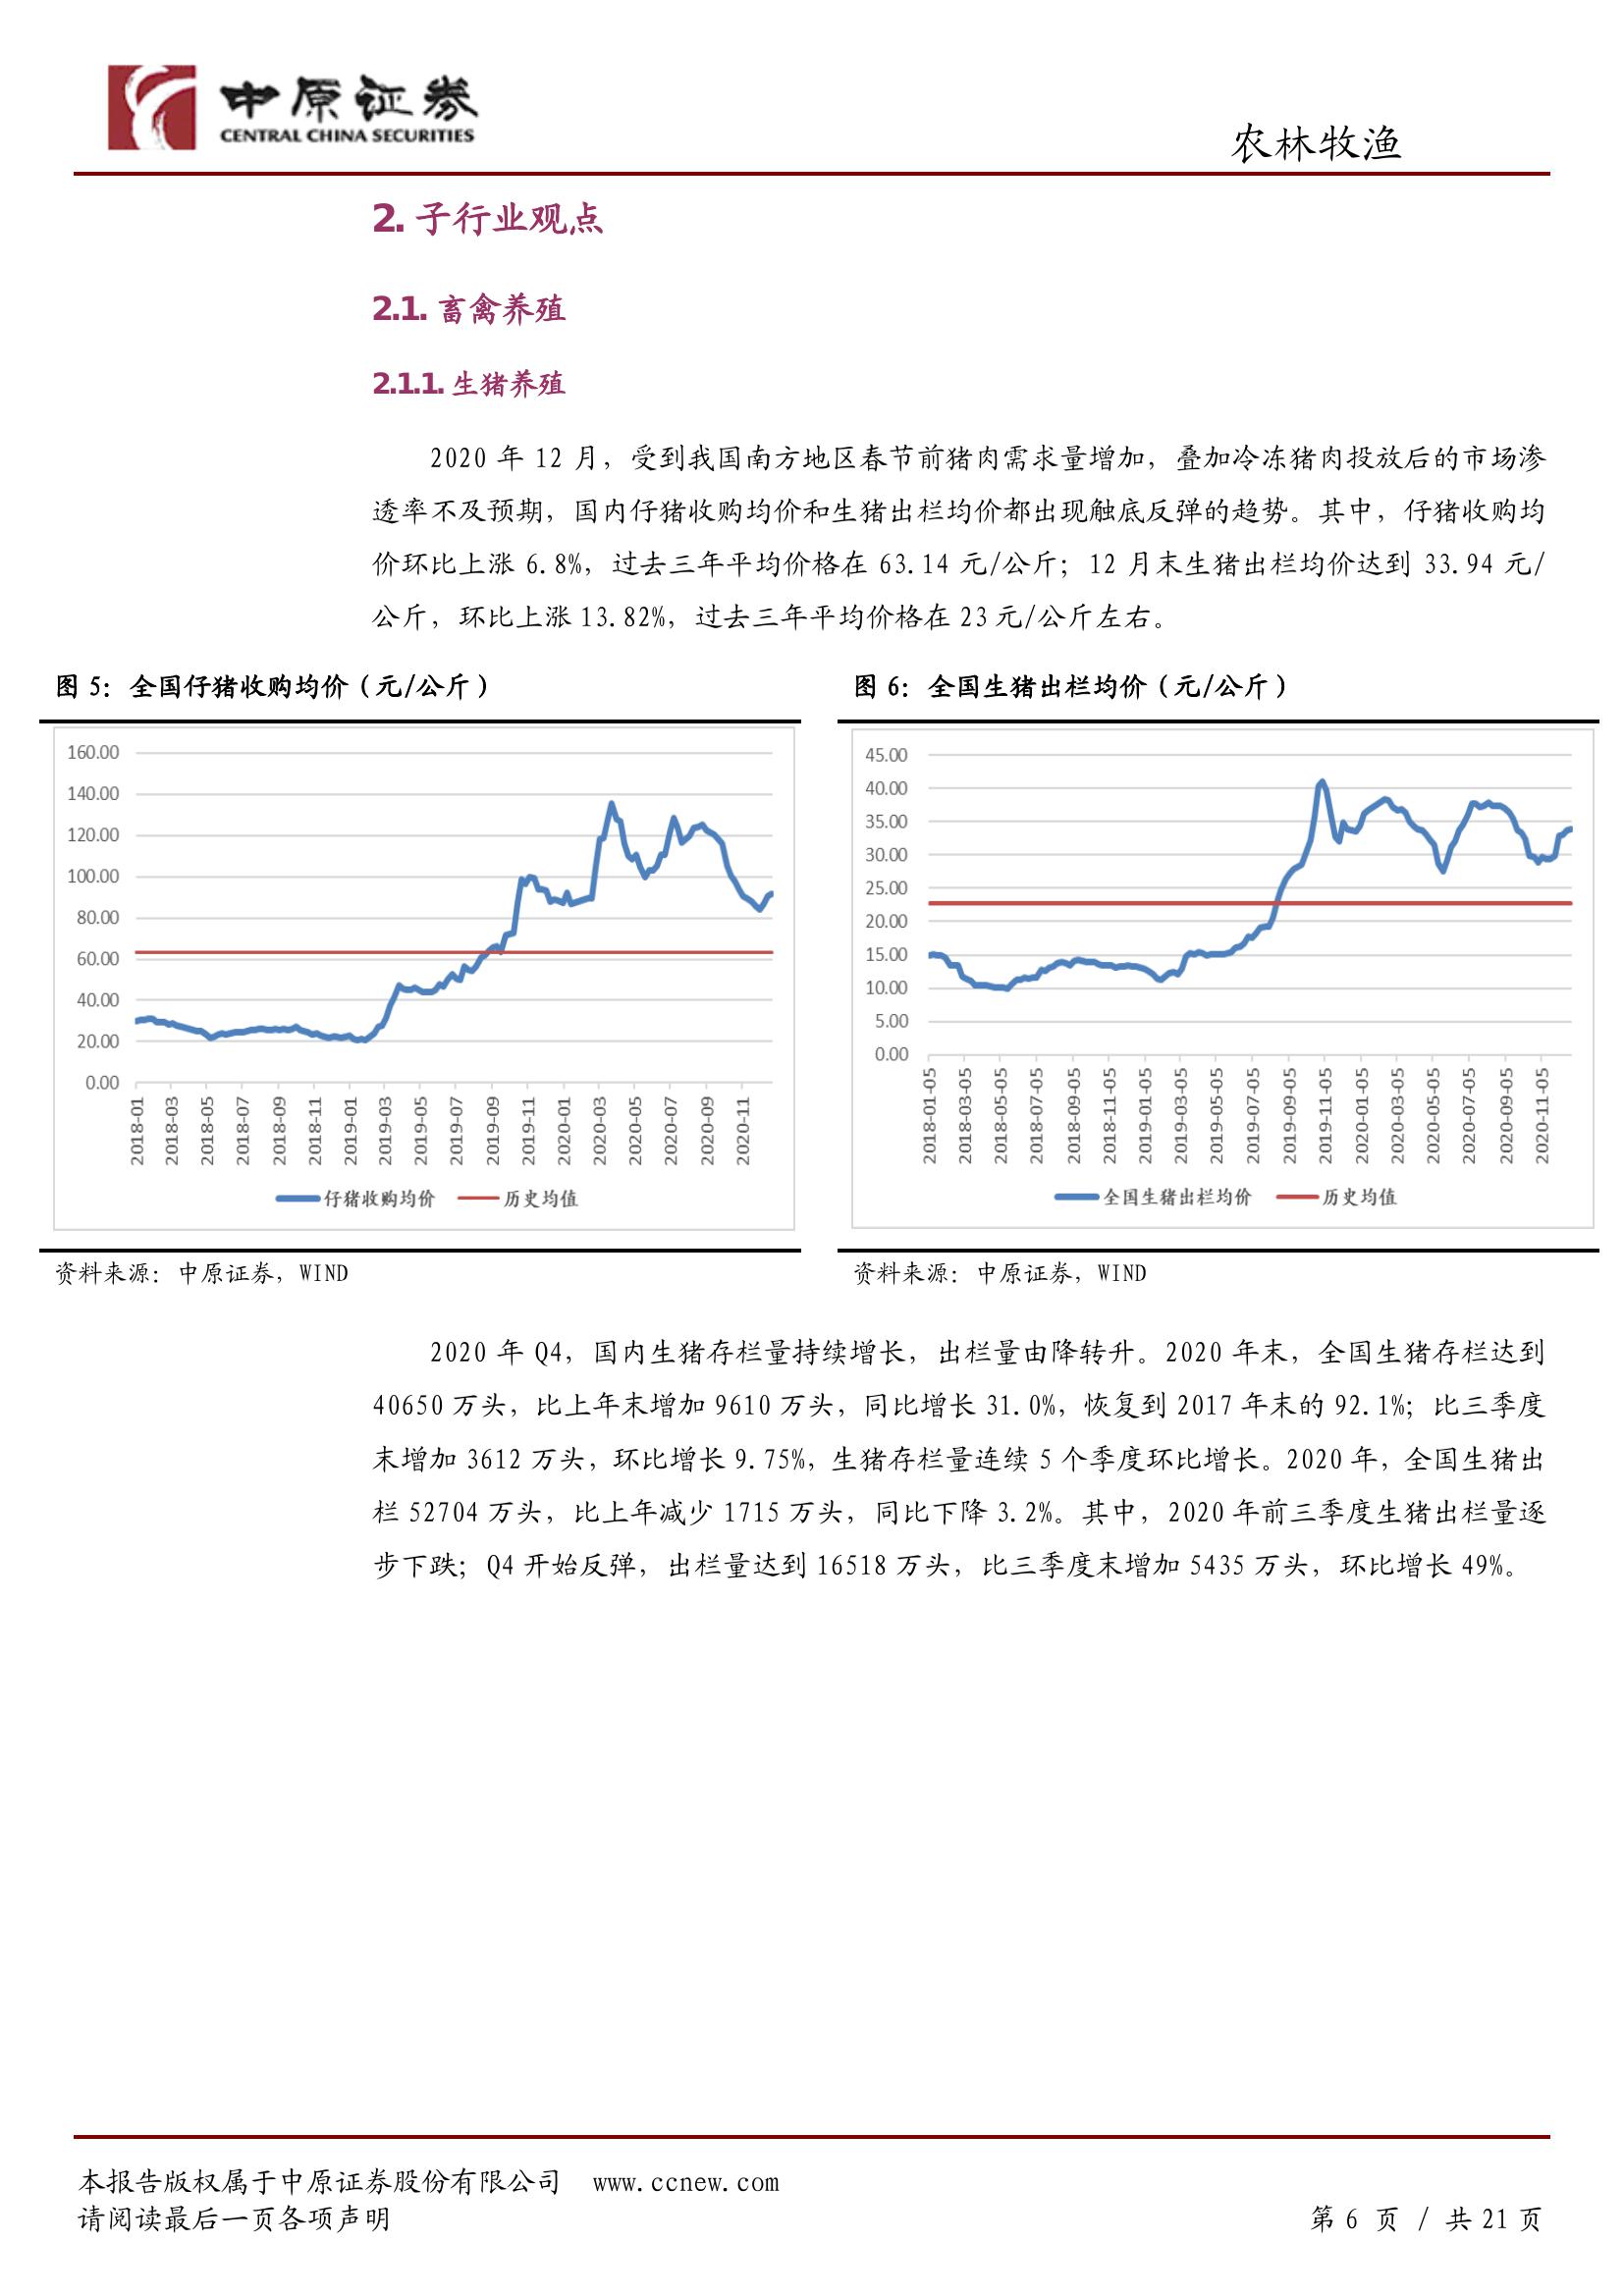 中原证券
CENTRAL CHINA SECURITIES
农林牧渔
2. 子行业观点
2.1. 畜禽养殖
2.1.1. 生猪养殖
2020 年 12 月，受到我国南方地区春节前猪肉需求量增加，叠加冷冻猪肉投放后的市场渗
透率不及预期，国内仔猪收购均价和生猪出栏均价都出现触底反弹的趋势。其中，仔猪收购均
价环比上涨 6.8%，过去三年平均价格在 63.14 元/公斤；12 月末生猪出栏均价达到 33.94 元/
公斤，环比上涨 13.82%，过去三年平均价格在 23 元/公斤左右。
图 5：全国仔猪收购均价（元/公斤）
160.00
140.00
120.00
100.00
80.00
60.00
40.00
20.00
0.00
2018-01
2018-03
2018-05
2018-07
2018-09
2018-11
2019-01
2019-03
2019-05
2019-07
2019-09
2019-11
2020-01
2020-03
2020-05
2020-07
2020-09
2020-11
仔猪收购均价 历史均值
资料来源：中原证券，WIND
图 6：全国生猪出栏均价（元/公斤）
45.00
40.00
35.00
30.00
25.00
20.00
15.00
10.00
5.00
0.00
2018-01-05
2018-03-05
2018-05-05
2018-07-05
2018-09-05
2018-11-05
2019-01-05
2019-03-05
2019-05-05
2019-07-05
2019-09-05
2019-11-05
2020-01-05
2020-03-05
2020-05-05
2020-07-05
2020-09-05
2020-11-05
全国生猪出栏均价 历史均值
资料来源：中原证券，WIND
2020 年 Q4，国内生猪存栏量持续增长，出栏量由降转升。2020 年末，全国生猪存栏达到
40650 万头，比上年末增加 9610 万头，同比增长 31.0%，恢复到 2017 年末的 92.1%；比三季度
末增加 3612 万头，环比增长 9.75%，生猪存栏量连续 5 个季度环比增长。2020 年，全国生猪出
栏 52704 万头，比上年减少 1715 万头，同比下降 3.2%。其中，2020 年前三季度生猪出栏量逐
步下跌；Q4 开始反弹，出栏量达到 16518 万头，比三季度末增加 5435 万头，环比增长 49%。
本报告版权属于中原证券股份有限公司 www.ccnew.com
请阅读最后一页各项声明
第 6 页 / 共 21 页